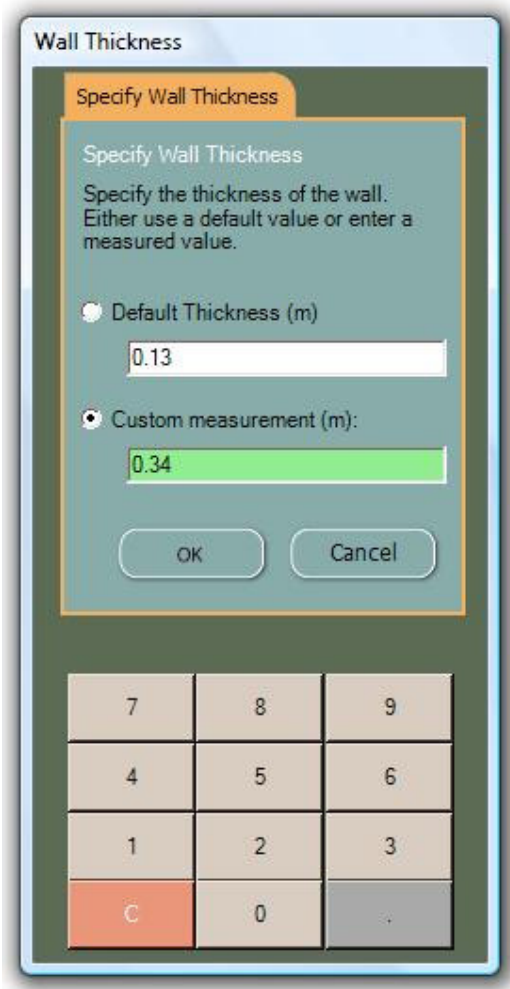 Wall Thickness
Specify Wall Thickness
Specify Wall Thickness
Specify the thickness of the wall.
Either use a default value or enter a
measured value.
Default Thickness (m)
0.13
Custom measurement (m):
0.34
OK Cancel
7 8 9
4 5 6
1 2 3
C 0 .